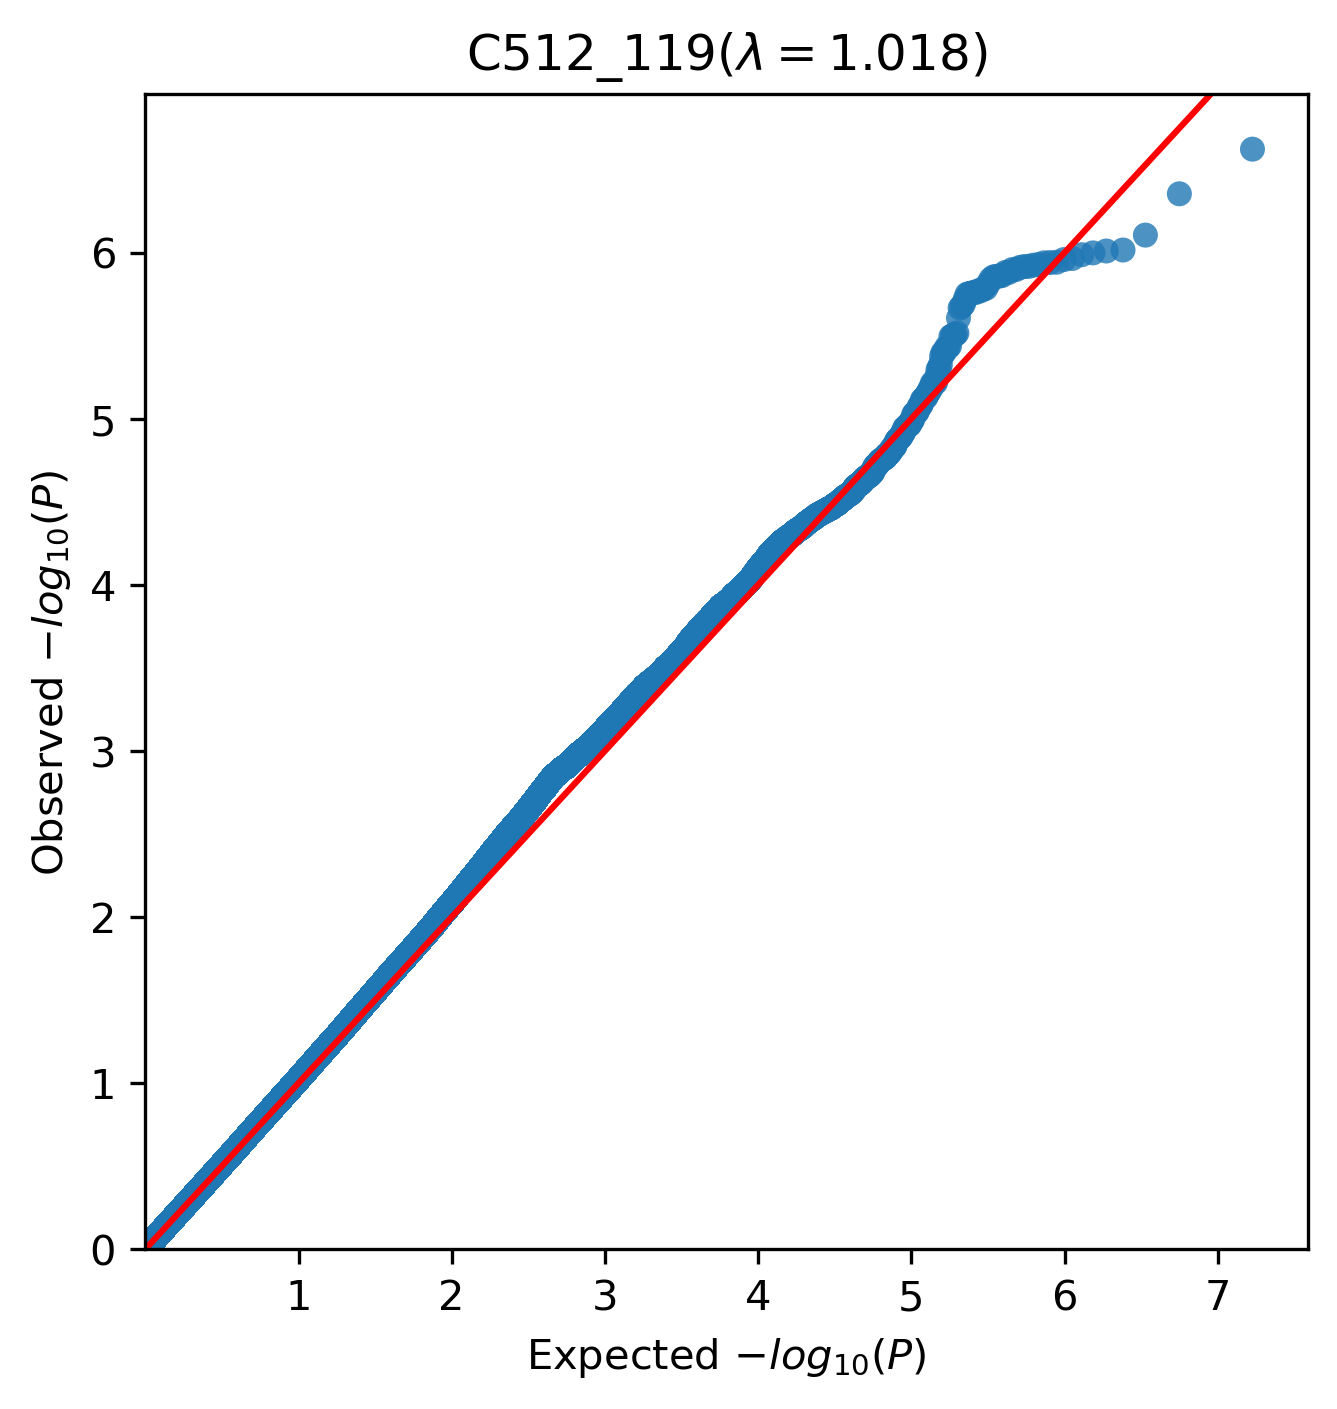 C512_119(λ = 1.018)
Observed −log₁₀(P)
6
5
4
3
2
1
0
1 2 3 4 5 6 7
Expected −log₁₀(P)